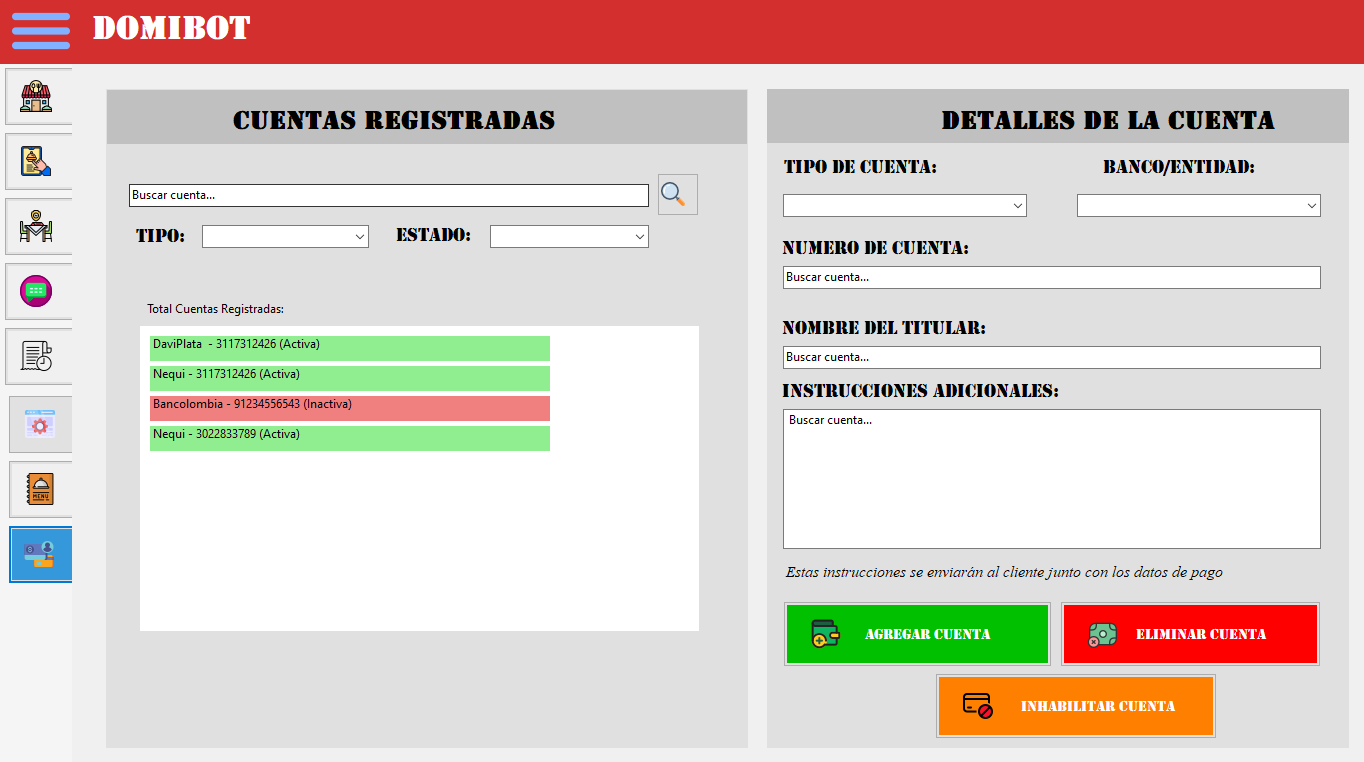 DOMIBOT
CUENTAS REGISTRADAS
Buscar cuenta...
TIPO:
ESTADO:
Total Cuentas Registradas:
DaviPlata - 3117312426 (Activa)
Nequi - 3117312426 (Activa)
Bancolombia - 91234556543 (Inactiva)
Nequi - 3022833789 (Activa)
DETALLES DE LA CUENTA
TIPO DE CUENTA:
BANCO/ENTIDAD:
NUMERO DE CUENTA:
Buscar cuenta...
NOMBRE DEL TITULAR:
Buscar cuenta...
INSTRUCCIONES ADICIONALES:
Buscar cuenta...
Estas instrucciones se enviarán al cliente junto con los datos de pago
AGREGAR CUENTA
ELIMINAR CUENTA
INHABILITAR CUENTA
MENU